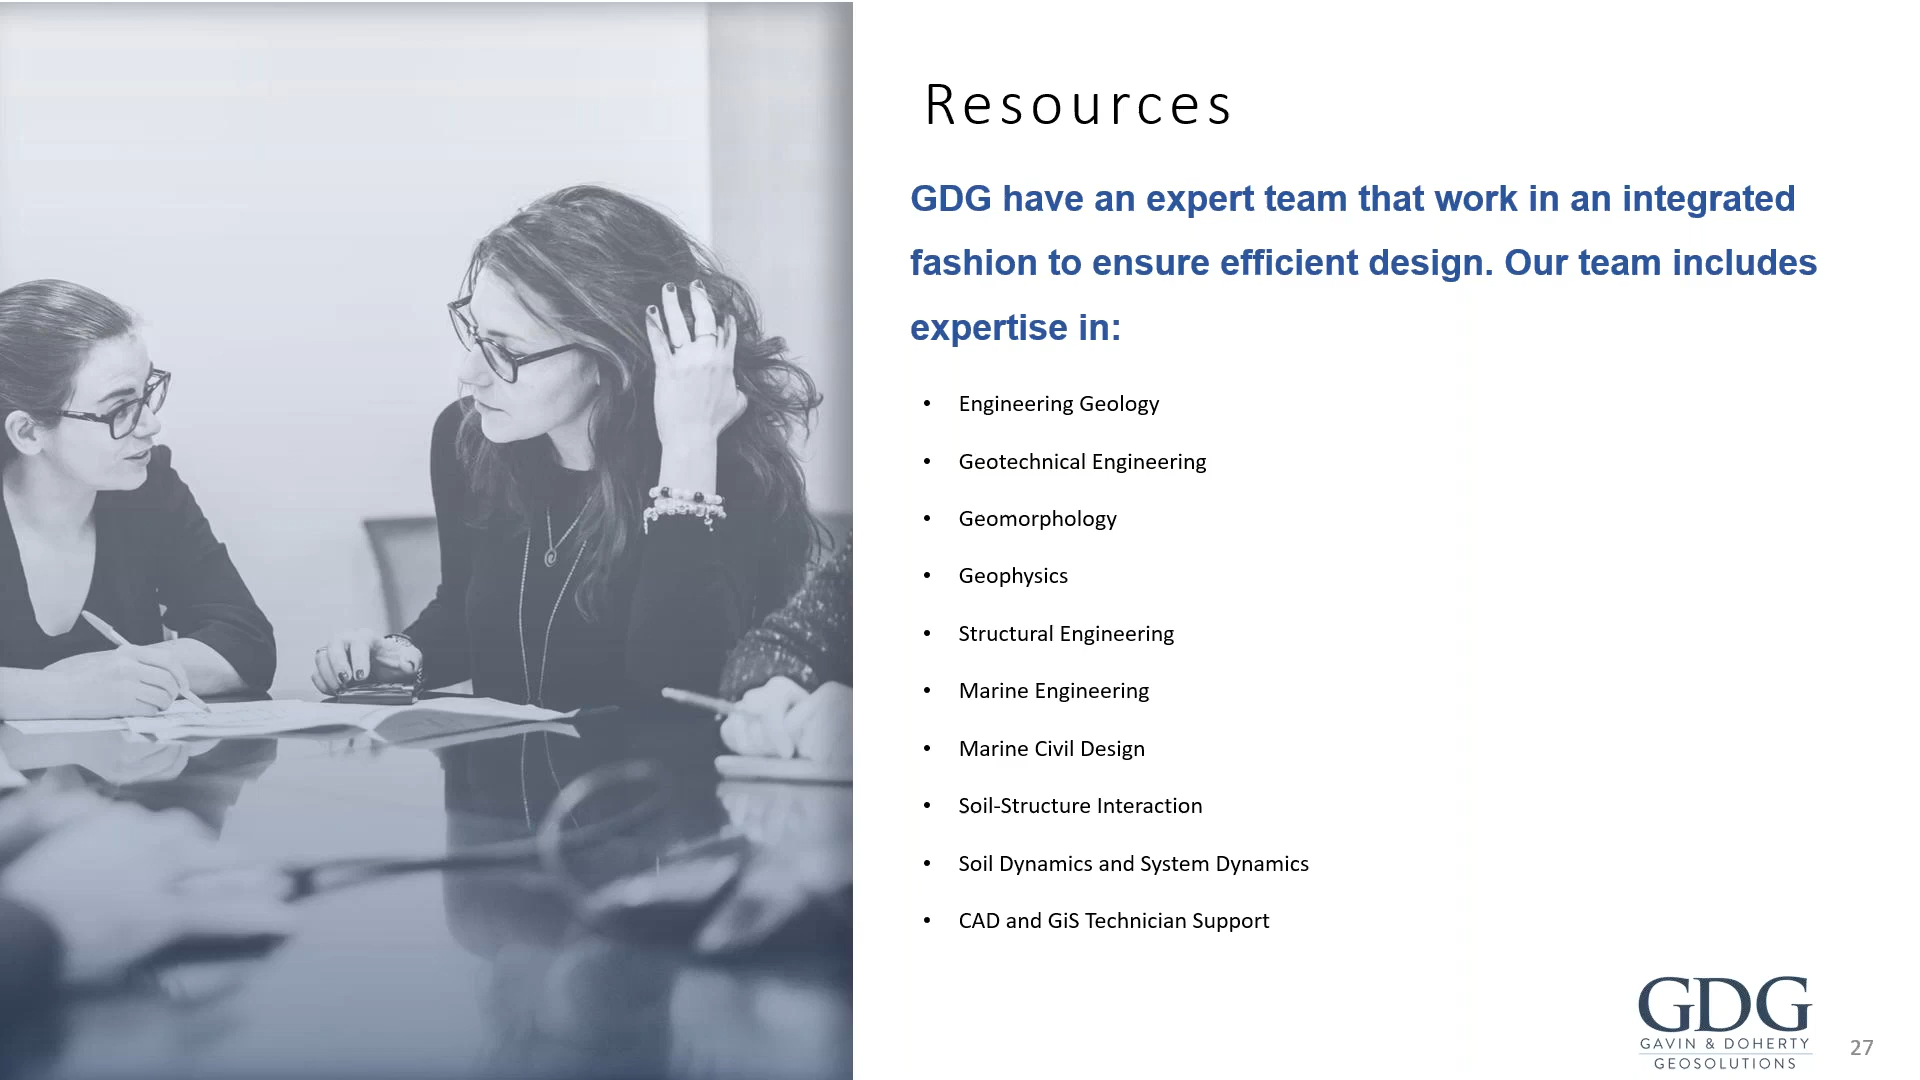 Resources
GDG have an expert team that work in an integrated
fashion to ensure efficient design. Our team includes
expertise in:
• Engineering Geology
• Geotechnical Engineering
• Geomorphology
• Geophysics
• Structural Engineering
• Marine Engineering
• Marine Civil Design
• Soil-Structure Interaction
• Soil Dynamics and System Dynamics
• CAD and GiS Technician Support
GDG
GAVIN & DOHERTY
GEOSOLUTIONS
27